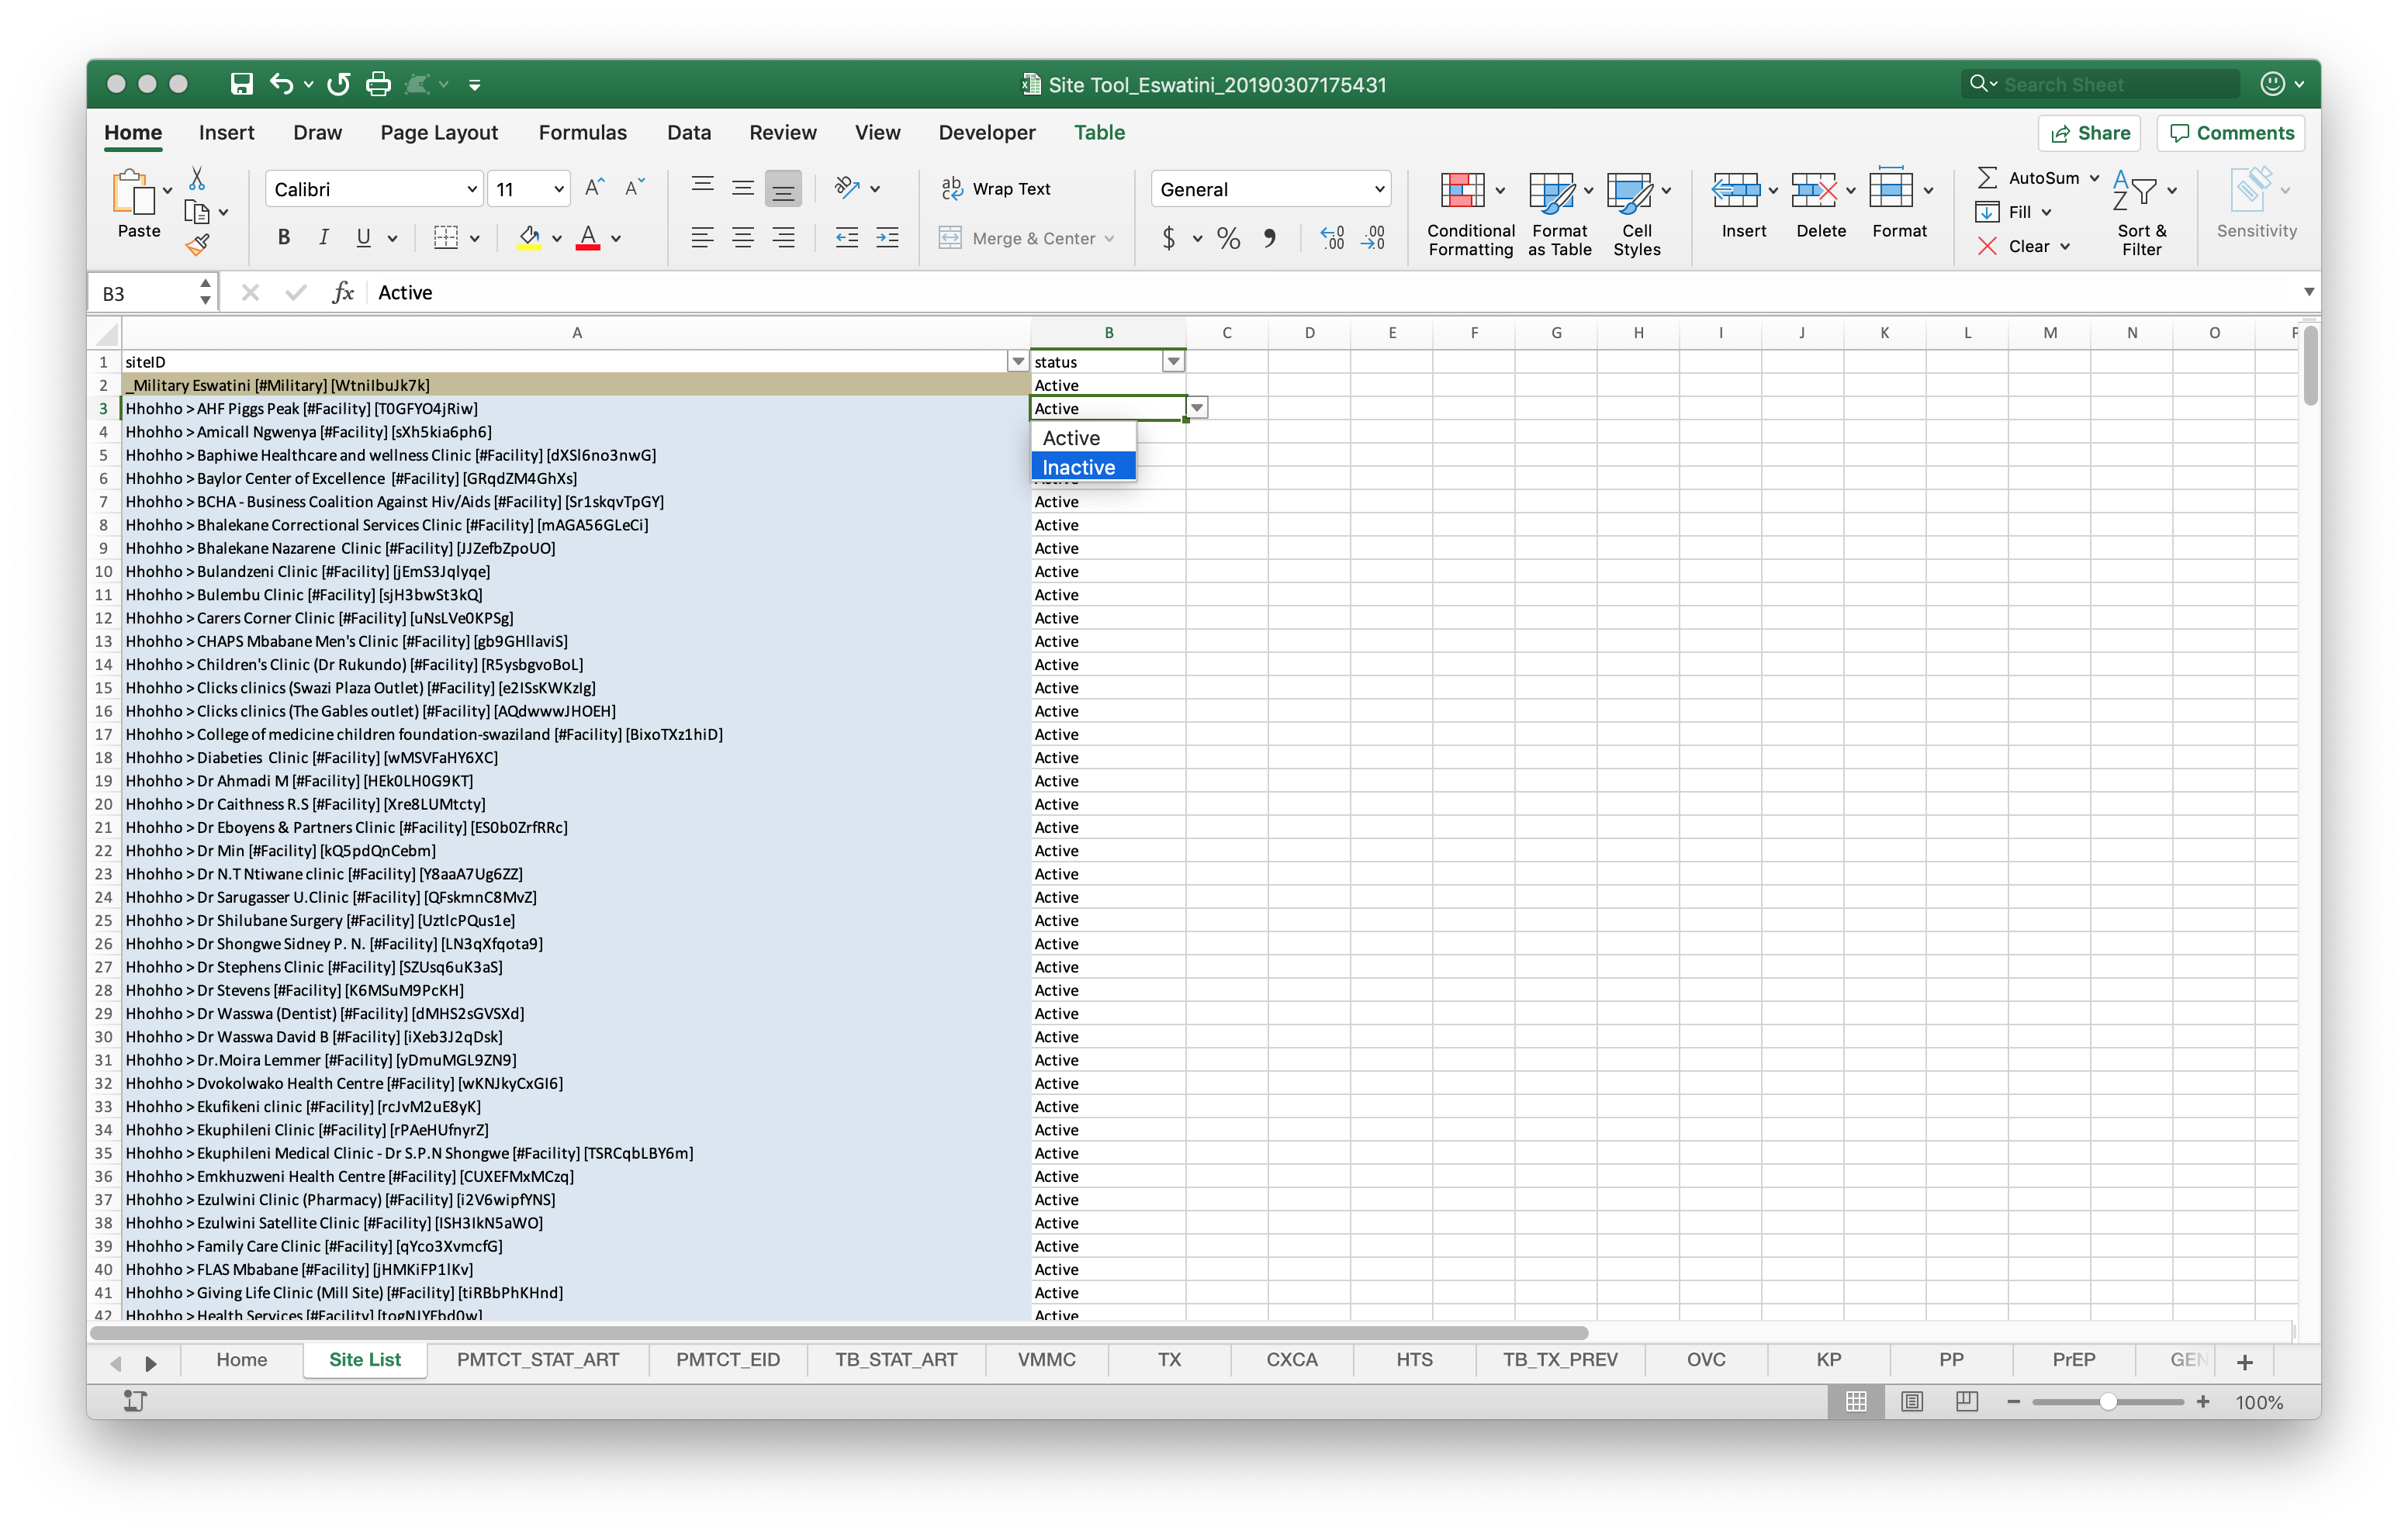 Site Tool_Eswatini_20190307175431
Search Sheet
Home Insert Draw Page Layout Formulas Data Review View Developer Table Share Comments
Paste
Calibri 11
B I U
Wrap Text
Merge & Center
General
$ %
Conditional Formatting
Format as Table
Cell Styles
Insert Delete Format
AutoSum
Fill
Clear
Sort & Filter
Sensitivity
B3 fx Active
A B C D E F G H I J K L M N O P
1 siteID status
2 _Military Eswatini [#Military] [WtniIbuJk7k] Active
3 Hhohho > AHF Piggs Peak [#Facility] [T0GFYO4jRiw] Active
4 Hhohho > Amicall Ngwenya [#Facility] [sXh5kia6ph6]
Active
5 Hhohho > Baphiwe Healthcare and wellness Clinic [#Facility] [dXSl6no3nwG]
Inactive
6 Hhohho > Baylor Center of Excellence [#Facility] [GRqdZM4GhXs]
7 Hhohho > BCHA - Business Coalition Against Hiv/Aids [#Facility] [Sr1skqvTpGY] Active
8 Hhohho > Bhalekane Correctional Services Clinic [#Facility] [mAGA56GLeCi] Active
9 Hhohho > Bhalekane Nazarene Clinic [#Facility] [JJZefbZpoUO] Active
10 Hhohho > Bulandzeni Clinic [#Facility] [jEmS3Jqlyqe] Active
11 Hhohho > Bulembu Clinic [#Facility] [sjH3bwSt3kQ] Active
12 Hhohho > Carers Corner Clinic [#Facility] [uNsLVe0KPSg] Active
13 Hhohho > CHAPS Mbabane Men's Clinic [#Facility] [gb9GHllaviS] Active
14 Hhohho > Children's Clinic (Dr Rukundo) [#Facility] [R5ysbgvoBoL] Active
15 Hhohho > Clicks clinics (Swazi Plaza Outlet) [#Facility] [e2ISsKWKzIg] Active
16 Hhohho > Clicks clinics (The Gables outlet) [#Facility] [AQdwwwJHOEH] Active
17 Hhohho > College of medicine children foundation-swaziland [#Facility] [BixoTXz1hiD] Active
18 Hhohho > Diabeties Clinic [#Facility] [wMSVFaHY6XC] Active
19 Hhohho > Dr Ahmadi M [#Facility] [HEk0LH0G9KT] Active
20 Hhohho > Dr Caithness R.S [#Facility] [Xre8LUMtcty] Active
21 Hhohho > Dr Eboyens & Partners Clinic [#Facility] [ES0b0ZrfRRc] Active
22 Hhohho > Dr Min [#Facility] [kQ5pdQnCebm] Active
23 Hhohho > Dr N.T Ntiwane clinic [#Facility] [Y8aaA7Ug6ZZ] Active
24 Hhohho > Dr Sarugasser U.Clinic [#Facility] [QFskmnC8MvZ] Active
25 Hhohho > Dr Shilubane Surgery [#Facility] [UztlcPQus1e] Active
26 Hhohho > Dr Shongwe Sidney P. N. [#Facility] [LN3qXfqota9] Active
27 Hhohho > Dr Stephens Clinic [#Facility] [SZUsq6uK3aS] Active
28 Hhohho > Dr Stevens [#Facility] [K6MSuM9PcKH] Active
29 Hhohho > Dr Wasswa (Dentist) [#Facility] [dMHS2sGVSXd] Active
30 Hhohho > Dr Wasswa David B [#Facility] [iXeb3J2qDsk] Active
31 Hhohho > Dr.Moira Lemmer [#Facility] [yDmuMGL9ZN9] Active
32 Hhohho > Dvokolwako Health Centre [#Facility] [wKNJkyCxGI6] Active
33 Hhohho > Ekufikeni clinic [#Facility] [rcJvM2uE8yK] Active
34 Hhohho > Ekuphileni Clinic [#Facility] [rPAeHUfnyrZ] Active
35 Hhohho > Ekuphileni Medical Clinic - Dr S.P.N Shongwe [#Facility] [TSRCqbLBY6m] Active
36 Hhohho > Emkhuzweni Health Centre [#Facility] [CUXEFMxMCzq] Active
37 Hhohho > Ezulwini Clinic (Pharmacy) [#Facility] [i2V6wipfYNS] Active
38 Hhohho > Ezulwini Satellite Clinic [#Facility] [ISH3IkN5aWO] Active
39 Hhohho > Family Care Clinic [#Facility] [qYco3XvmcfG] Active
40 Hhohho > FLAS Mbabane [#Facility] [jHMKiFP1lKv] Active
41 Hhohho > Giving Life Clinic (Mill Site) [#Facility] [tiRBbPhKHnd] Active
42 Hhohho > Health Services [#Facility] [togNJYFbd0w] Active
Home Site List PMTCT_STAT_ART PMTCT_EID TB_STAT_ART VMMC TX CXCA HTS TB_TX_PREV OVC KP PP PrEP GEN
100%